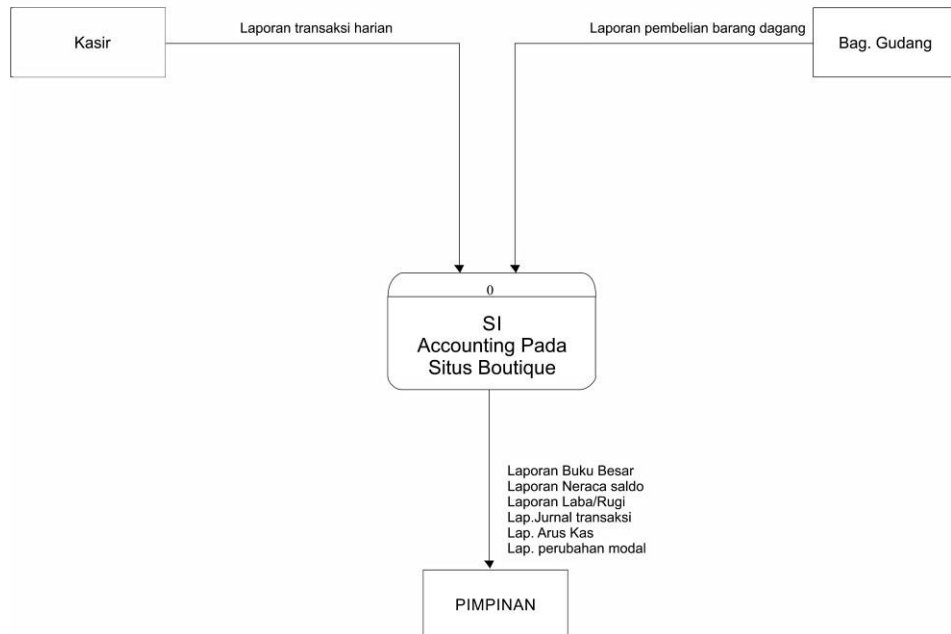 Kasir
Laporan transaksi harian
Laporan pembelian barang dagang
Bag. Gudang
0
SI
Accounting Pada
Situs Boutique
Laporan Buku Besar
Laporan Neraca saldo
Laporan Laba/Rugi
Lap.Jurnal transaksi
Lap. Arus Kas
Lap. perubahan modal
PIMPINAN